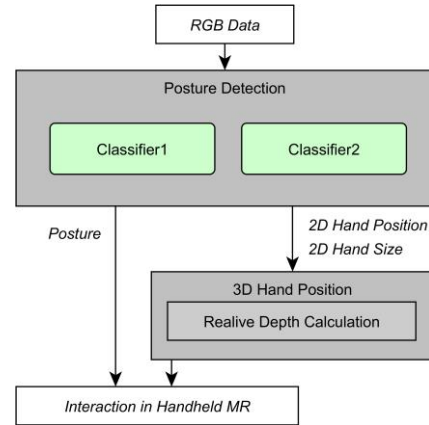 RGB Data
Posture Detection
Classifier1
Classifier2
Posture
2D Hand Position
2D Hand Size
3D Hand Position
Realive Depth Calculation
Interaction in Handheld MR